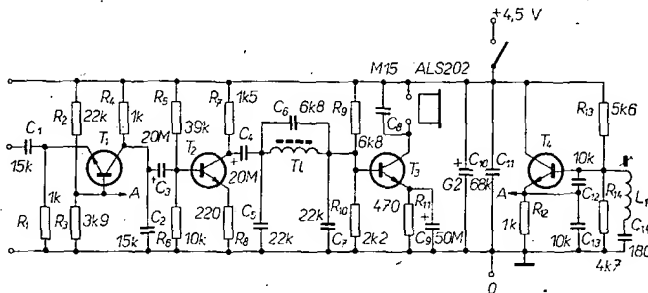 +4,5 V
M15 ALS202
R2
22k
R4
1k
R5
39k
R7
1k5
C6
6k8
R9
6k8
C8
R13
5k6
C1
15k
T1
20M
C3
T2
C4
20M
Tl
T3
C10
G2
C11
68k
T4
10k
C12
R14
L1
1k
R1
R3
3k9
A
C2
15k
R6
10k
220
R8
C5
22k
22k
C7
R10
2k2
470
R11
C9
50M
A
R12
1k
10k
C13
4k7
C14
180
0